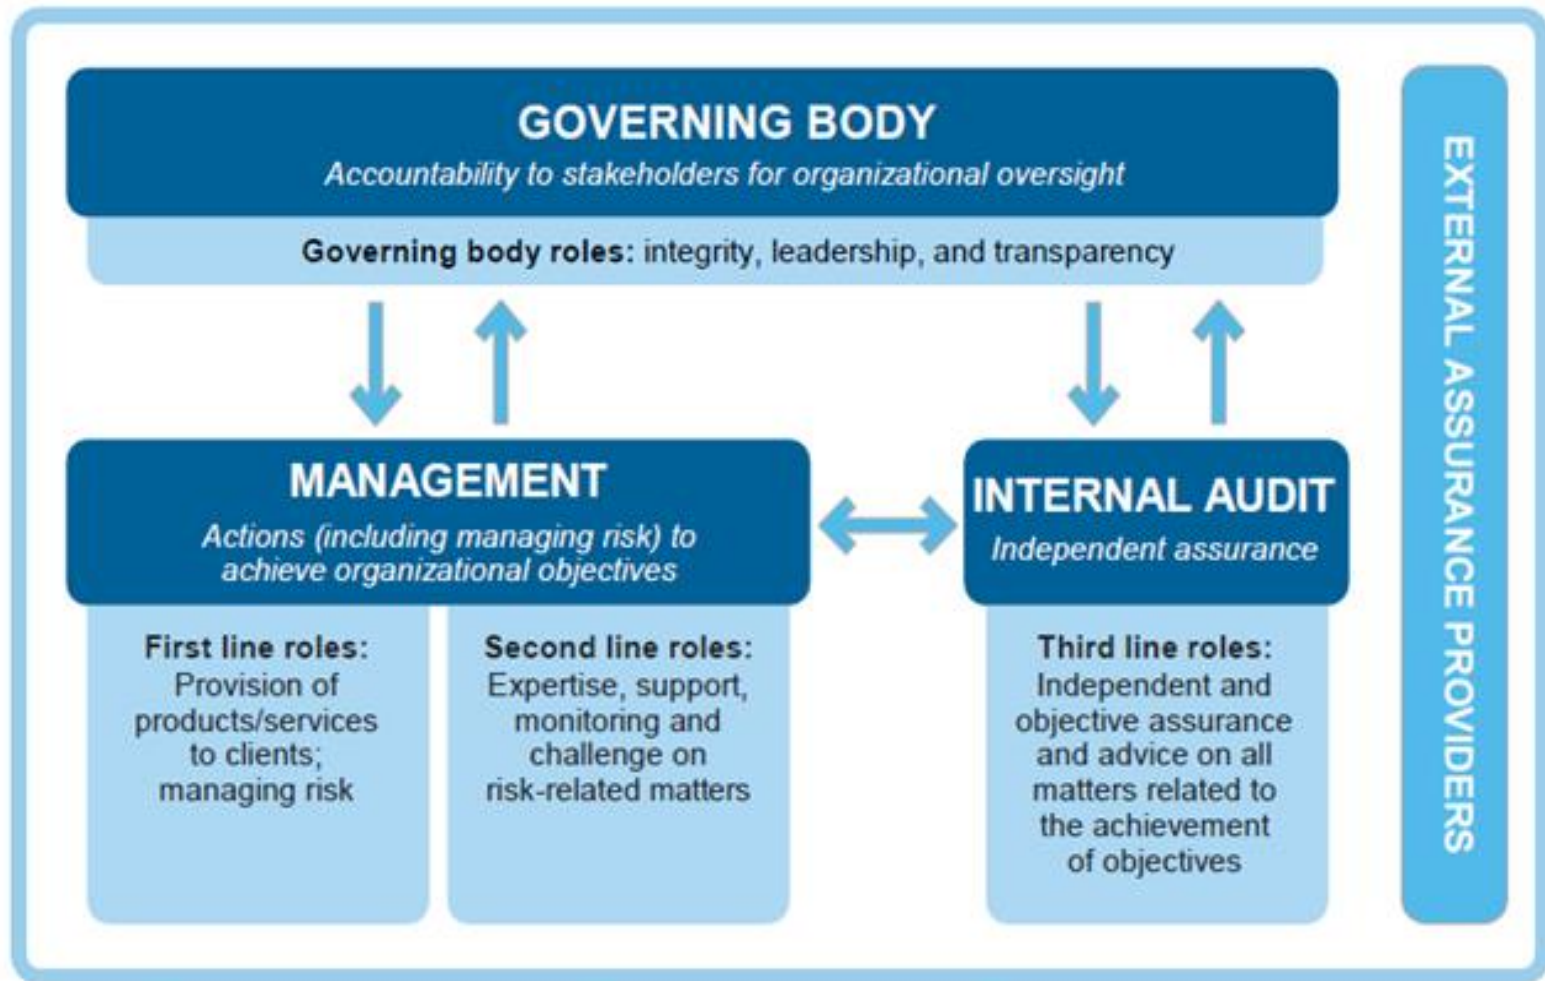 GOVERNING BODY
Accountability to stakeholders for organizational oversight
Governing body roles: integrity, leadership, and transparency
MANAGEMENT
Actions (including managing risk) to
achieve organizational objectives
First line roles:
Provision of
products/services
to clients;
managing risk
Second line roles:
Expertise, support,
monitoring and
challenge on
risk-related matters
INTERNAL AUDIT
Independent assurance
Third line roles:
Independent and
objective assurance
and advice on all
matters related to
the achievement
of objectives
EXTERNAL ASSURANCE PROVIDERS